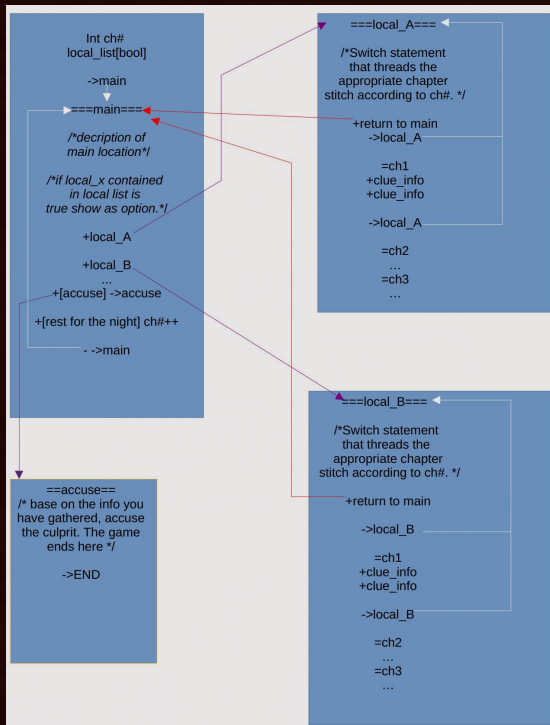 Int ch#
local_list[bool]
->main
===main===
/*decription of
main location*/
/*if local_x contained
in local list is
true show as option.*/
+local_A
+local_B
...
+[accuse] ->accuse
+[rest for the night] ch#++
- ->main
==accuse==
/* base on the info you
have gathered, accuse
the culprit. The game
ends here */
->END
===local_A===
/*Switch statement
that threads the
appropriate chapter
stitch according to ch#. */
+return to main
->local_A
=ch1
+clue_info
+clue_info
->local_A
=ch2
...
=ch3
...
===local_B===
/*Switch statement
that threads the
appropriate chapter
stitch according to ch#. */
+return to main
->local_B
=ch1
+clue_info
+clue_info
->local_B
=ch2
...
=ch3
...